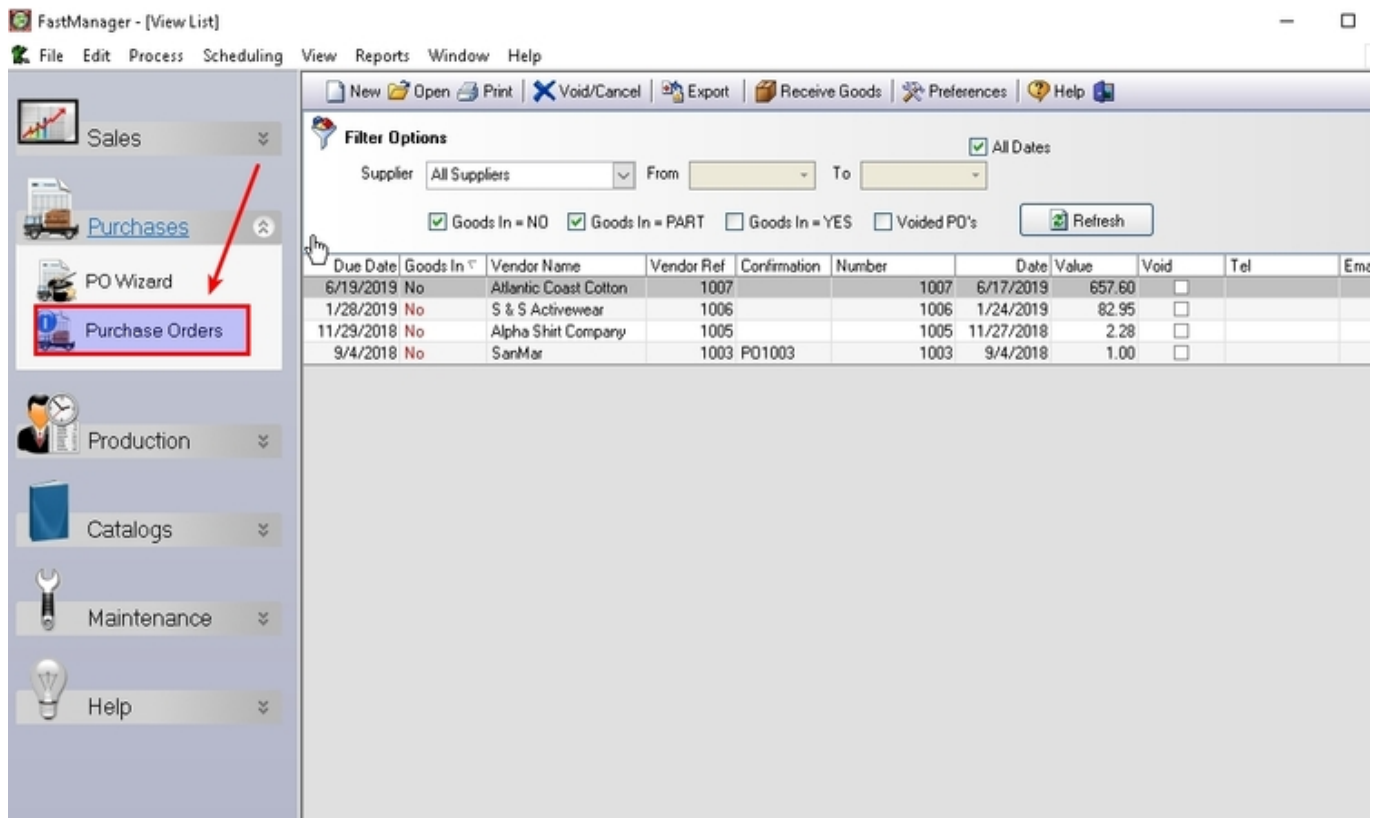 FastManager - [View List]
File Edit Process Scheduling View Reports Window Help
New Open Print Void/Cancel Export Receive Goods Preferences Help
Sales
Purchases
PO Wizard
Purchase Orders
Production
Catalogs
Maintenance
Help
Filter Options
All Dates
Supplier All Suppliers From To
Goods In = NO Goods In = PART Goods In = YES Voided PO's Refresh
Due Date Goods In Vendor Name Vendor Ref Confirmation Number Date Value Void Tel Ema
6/19/2019 No Atlantic Coast Cotton 1007 1007 6/17/2019 657.60
1/28/2019 No S & S Activewear 1006 1006 1/24/2019 82.95
11/29/2018 No Alpha Shirt Company 1005 1005 11/27/2018 2.28
9/4/2018 No SanMar 1003 PO1003 1003 9/4/2018 1.00